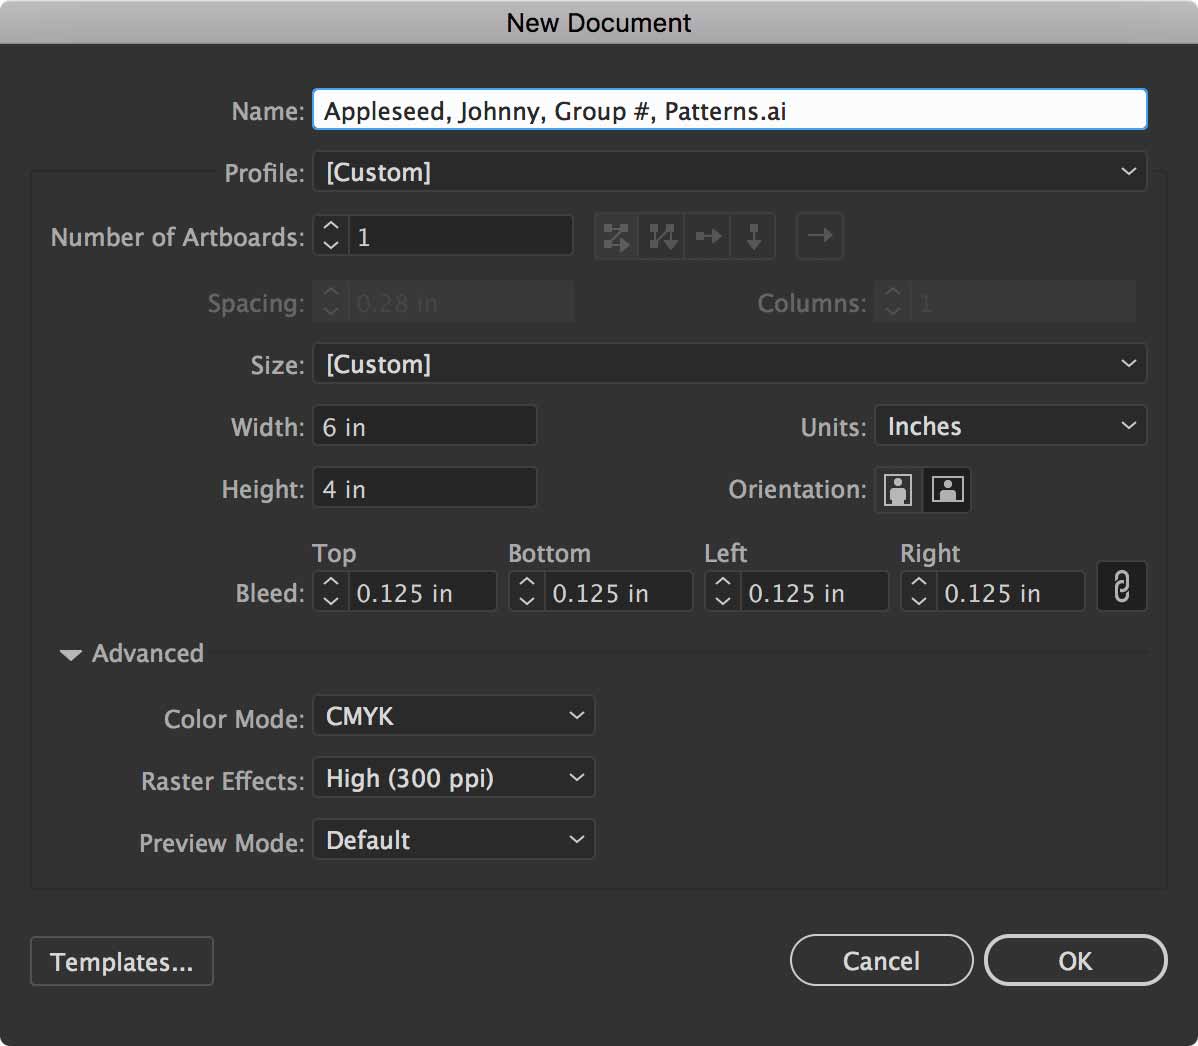 New Document
Name: Appleseed, Johnny, Group #, Patterns.ai
Profile: [Custom]
Number of Artboards: 1
Spacing: 0.28 in Columns: 1
Size: [Custom]
Width: 6 in Units: Inches
Height: 4 in Orientation:
Top Bottom Left Right
Bleed: 0.125 in 0.125 in 0.125 in 0.125 in
Advanced
Color Mode: CMYK
Raster Effects: High (300 ppi)
Preview Mode: Default
Templates... Cancel OK